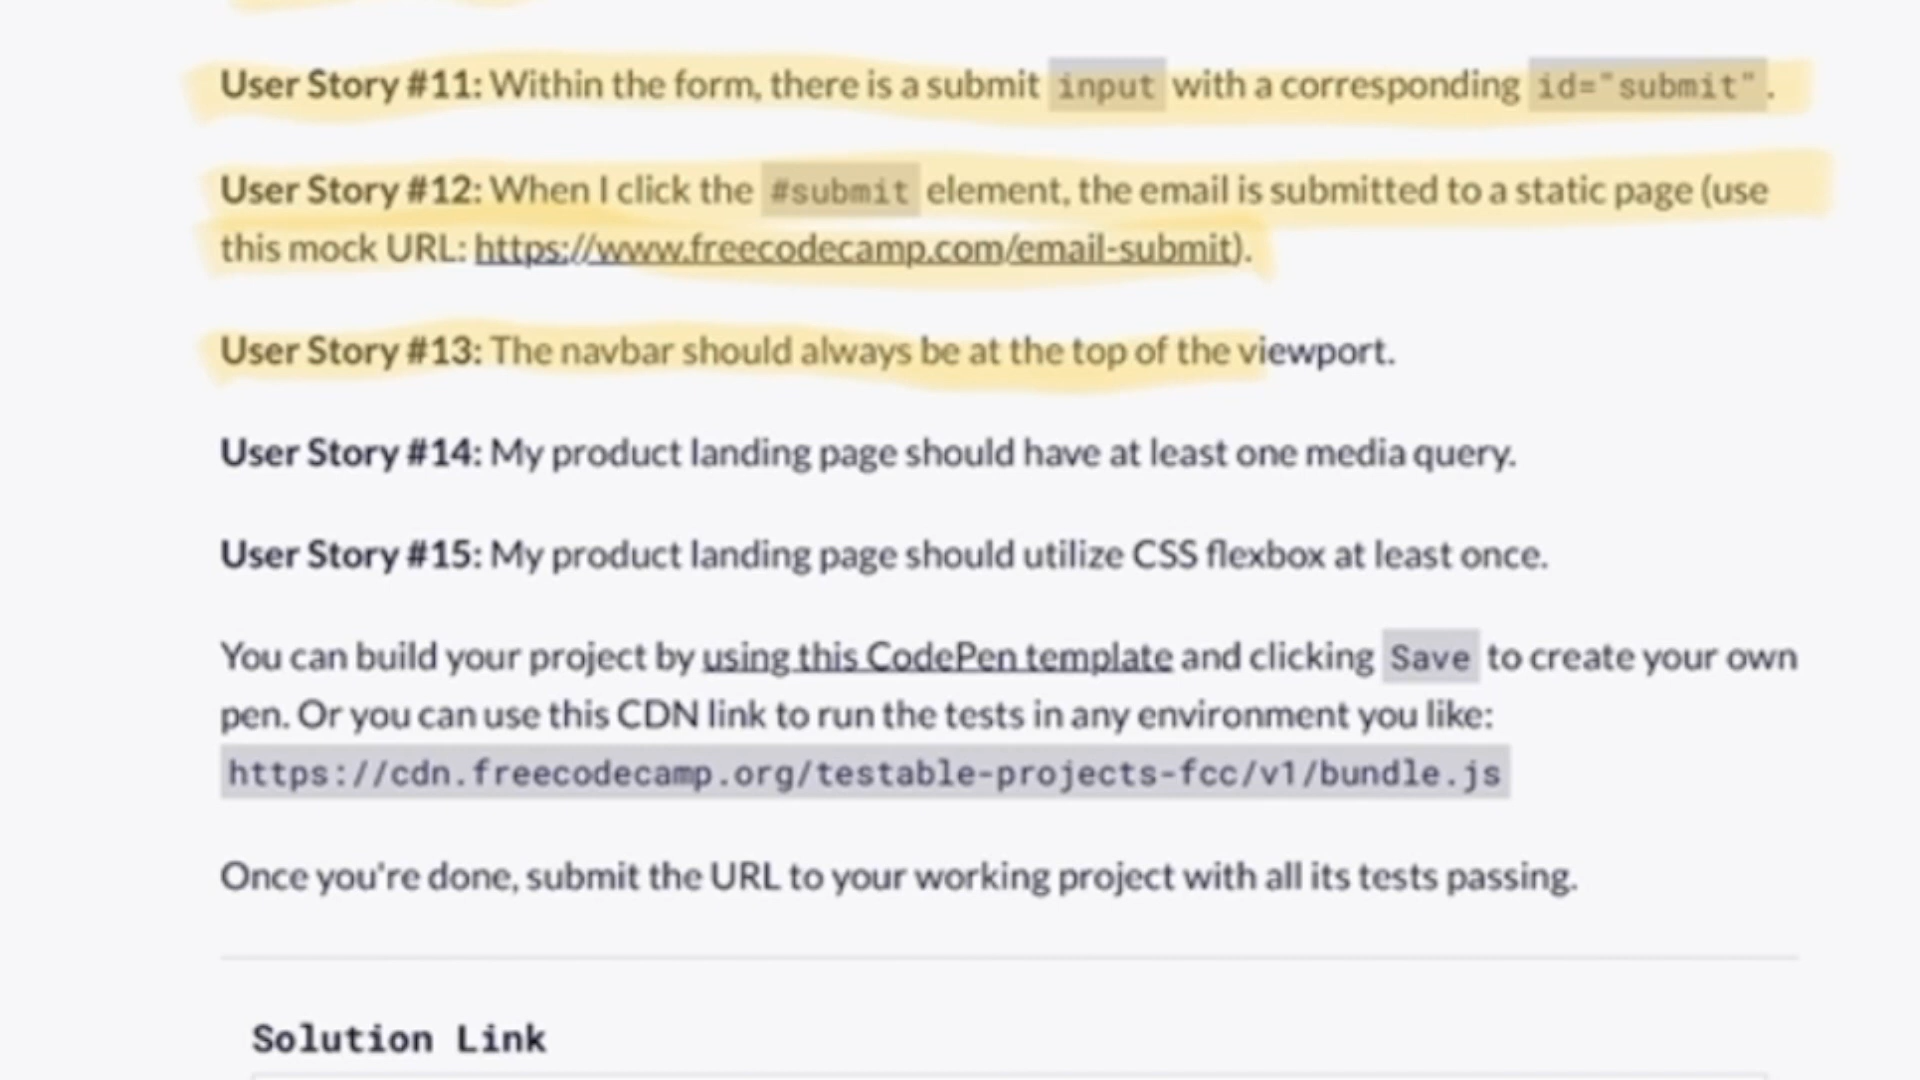 User Story #11: Within the form, there is a submit input with a corresponding id="submit".
User Story #12: When I click the #submit element, the email is submitted to a static page (use
this mock URL: https://www.freecodecamp.com/email-submit).
User Story #13: The navbar should always be at the top of the viewport.
User Story #14: My product landing page should have at least one media query.
User Story #15: My product landing page should utilize CSS flexbox at least once.
You can build your project by using this CodePen template and clicking Save to create your own
pen. Or you can use this CDN link to run the tests in any environment you like:
https://cdn.freecodecamp.org/testable-projects-fcc/v1/bundle.js
Once you're done, submit the URL to your working project with all its tests passing.
Solution Link